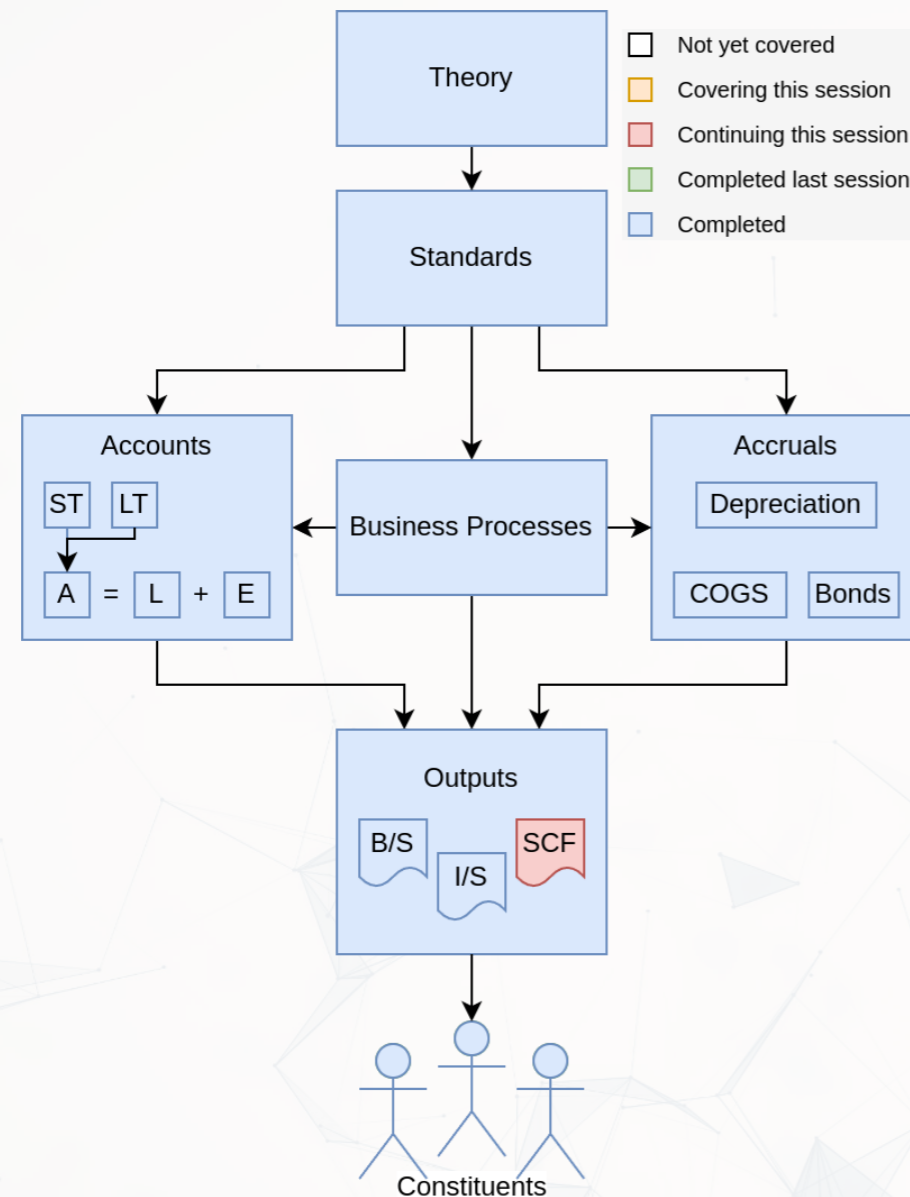 Theory
Not yet covered
Covering this session
Continuing this session
Completed last session
Completed
Standards
Accounts
ST LT
A = L + E
Business Processes
Accruals
Depreciation
COGS Bonds
Outputs
B/S
I/S
SCF
Constituents